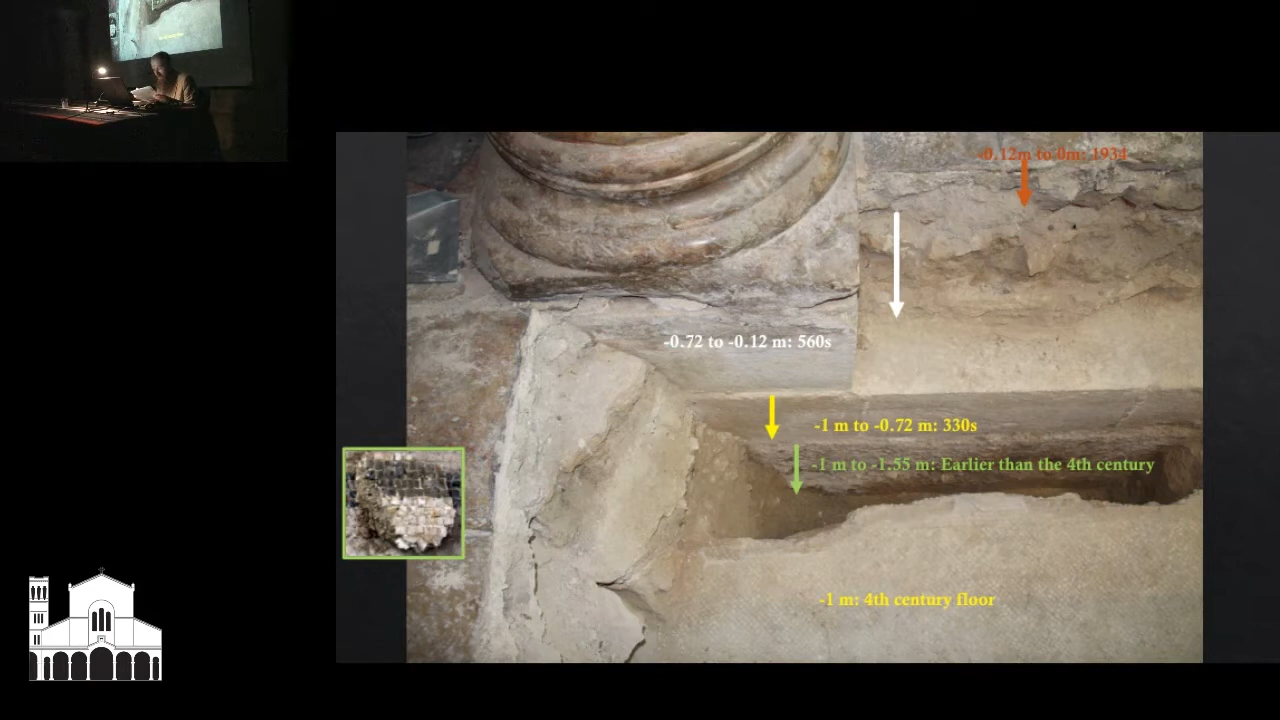 -0.12m to 0m: 1934
-0.72 to -0.12 m: 560s
-1 m to -0.72 m: 330s
-1 m to -1.55 m: Earlier than the 4th century
-1 m: 4th century floor